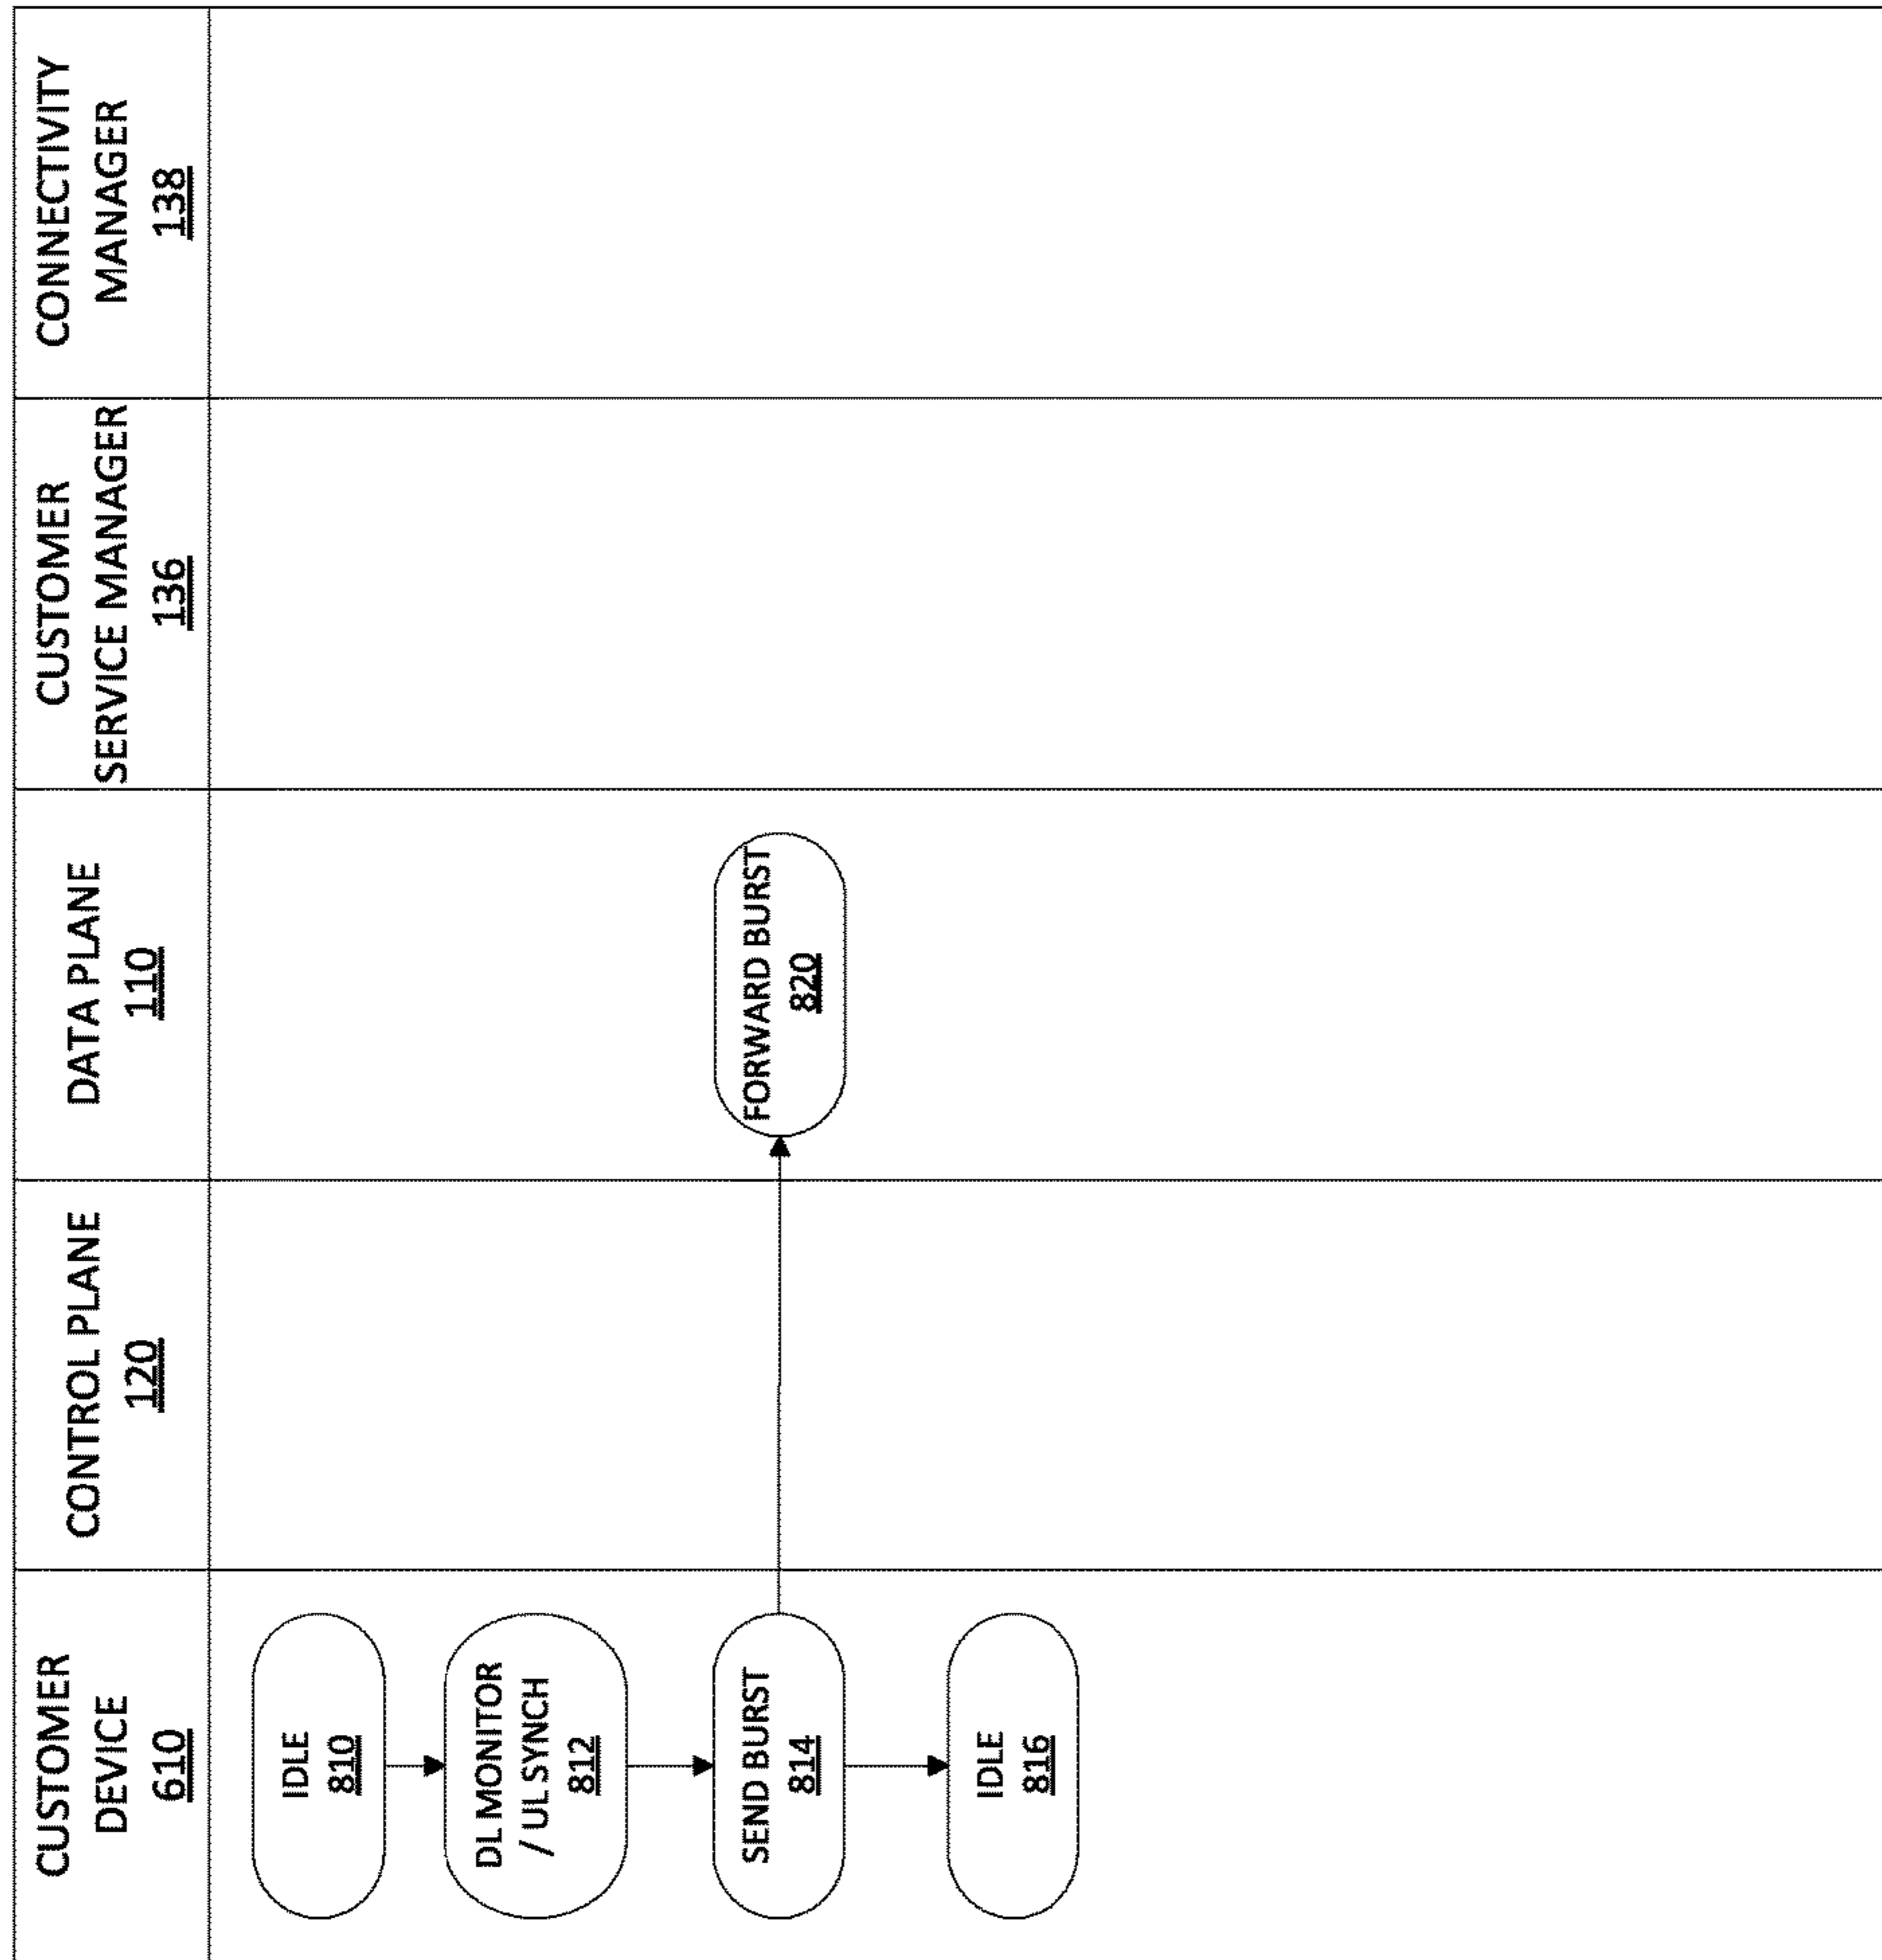 CUSTOMER
DEVICE
610
CONTROL PLANE
120
DATA PLANE
110
CUSTOMER
SERVICE MANAGER
136
CONNECTIVITY
MANAGER
138
IDLE
810
DL MONITOR
/ UL SYNCH
812
SEND BURST
814
FORWARD BURST
820
IDLE
816